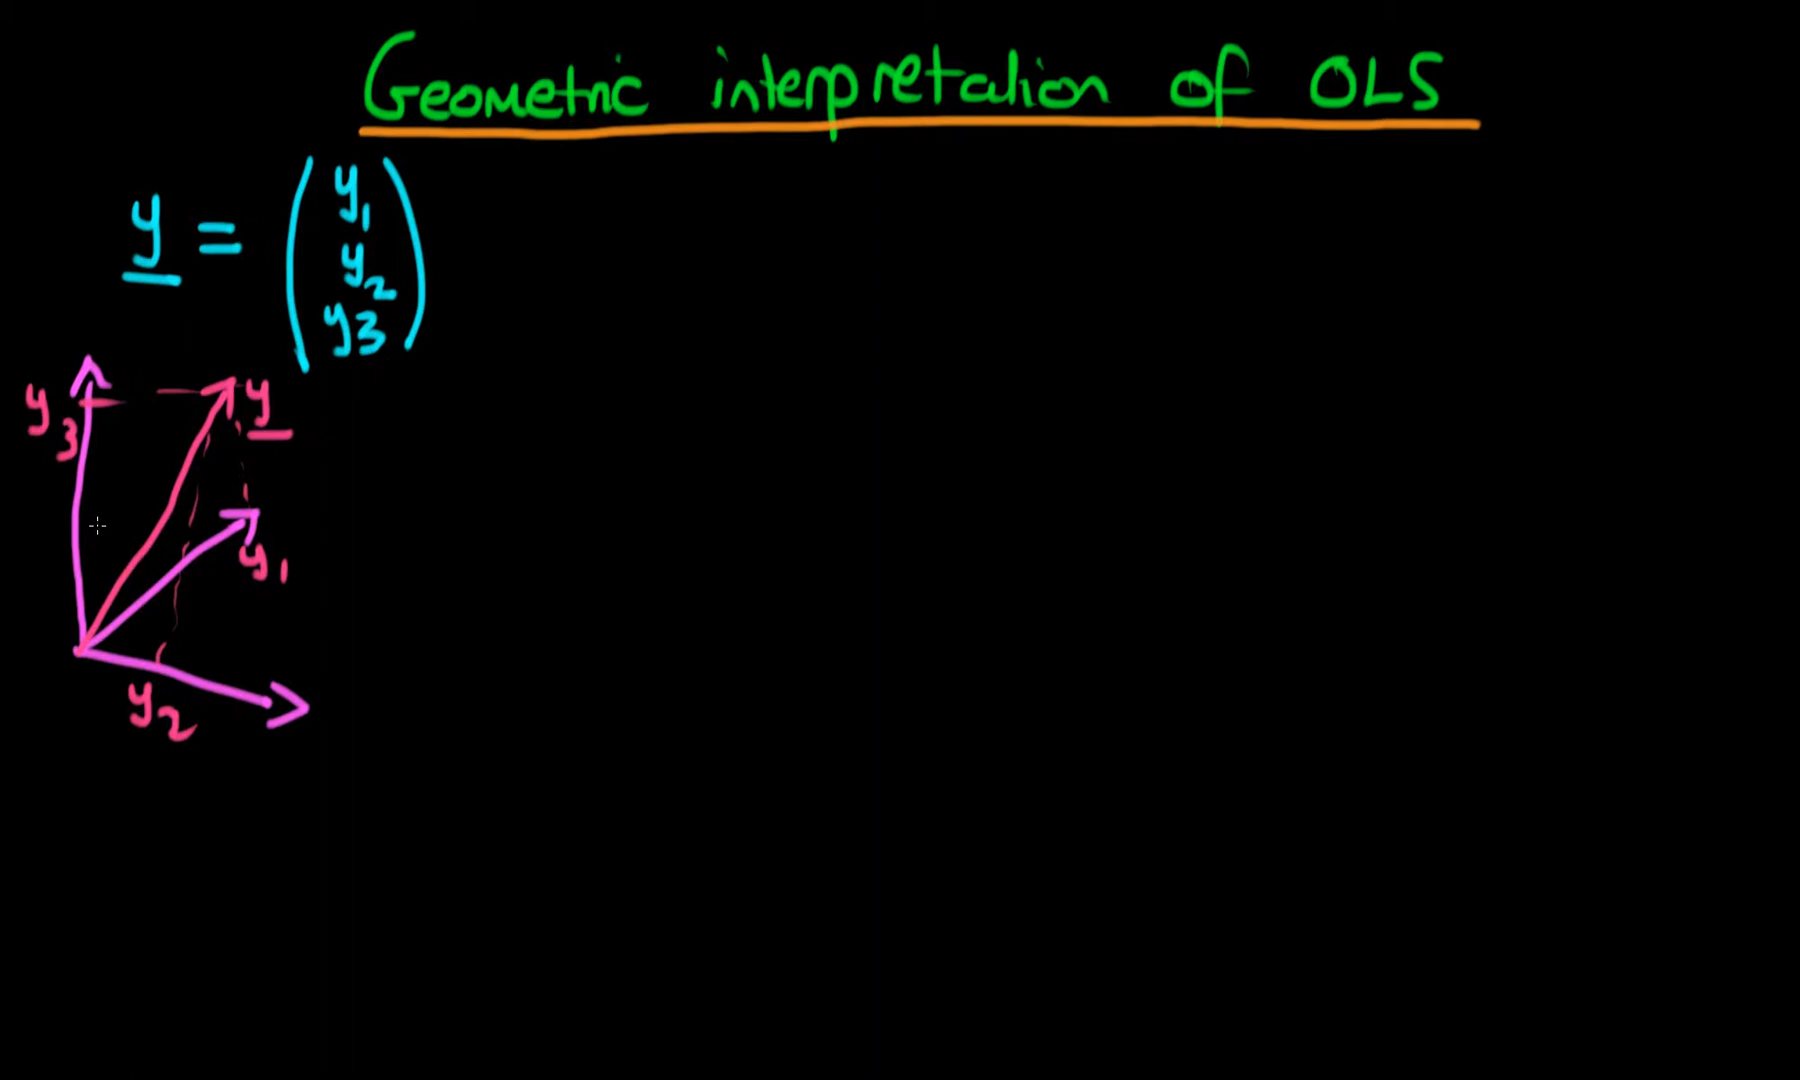 Geometric interpretation of OLS
y = ( y1
y2
y3 )
y3
y
y1
y2